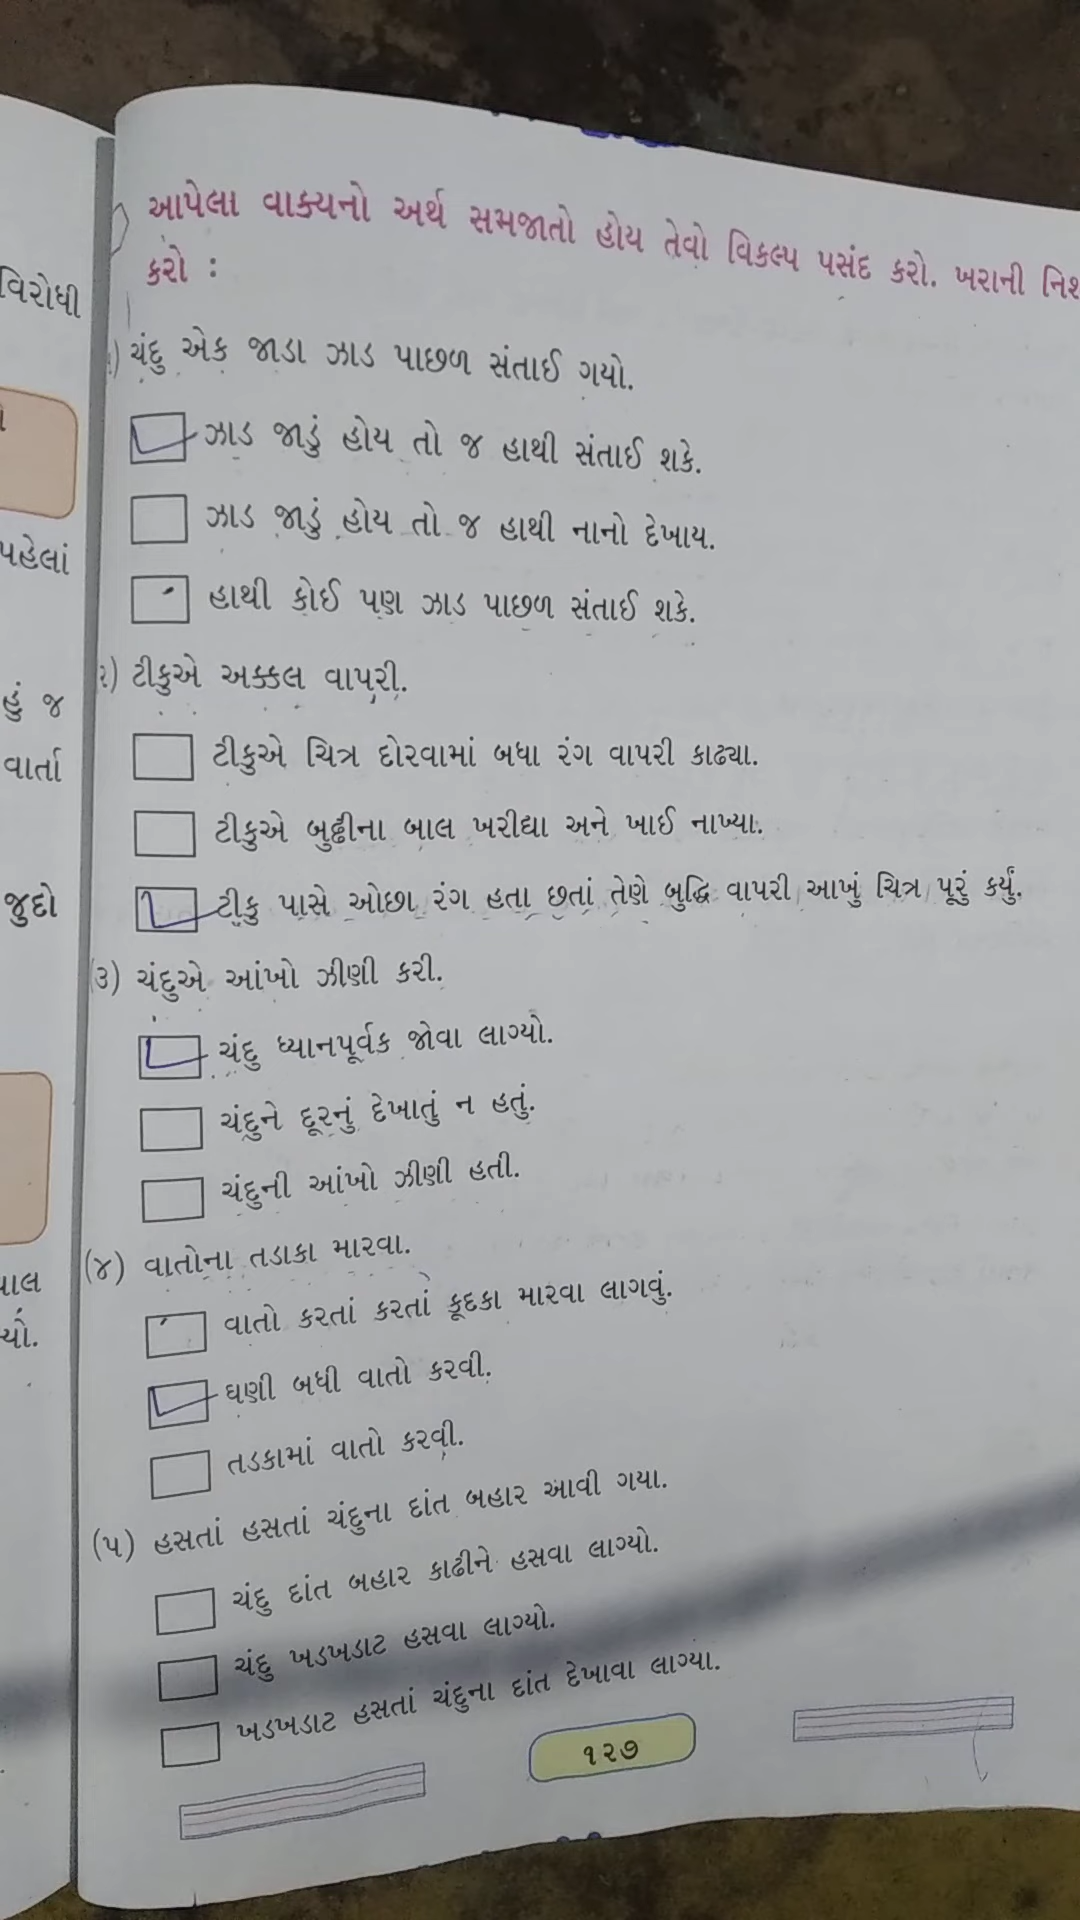 વિરોધી
પહેલાં
હું જ
વાર્તા
જુદો
આપેલા વાક્યનો અર્થ સમજાતો હોય તેવો વિકલ્પ પસંદ કરો. ખરાની
કરો :
ચંદુ એક જાડા ઝાડ પાછળ સંતાઈ ગયો.
ઝાડ જાડું હોય તો જ હાથી સંતાઈ શકે.
ઝાડ જાડું હોય તો જ હાથી નાનો દેખાય.
હાથી કોઈ પણ ઝાડ પાછળ સંતાઈ શકે.
૨) ટીકુએ અક્કલ વાપરી.
ટીકુએ ચિત્ર દોરવામાં બધા રંગ વાપરી કાઢ્યા.
ટીકુએ બુઢ્ઢીના બાલ ખરીદ્યા અને ખાઈ નાખ્યા.
ટીકુ પાસે ઓછા રંગ હતા છતાં તેણે બુદ્ધિ વાપરી આખું ચિત્ર પૂરું કર્યું.
(૩) ચંદુએ આંખો ઝીણી કરી.
ચંદુ ધ્યાનપૂર્વક જોવા લાગ્યો.
ચંદુને દૂરનું દેખાતું ન હતું.
ચંદુની આંખો ઝીણી હતી.
(૪) વાતોના તડાકા મારવા.
વાતો કરતાં કરતાં કૂદકા મારવા લાગવું.
ઘણી બધી વાતો કરવી.
તડકામાં વાતો કરવી.
(૫) હસતાં હસતાં ચંદુના દાંત બહાર આવી ગયા.
ચંદુ દાંત બહાર કાઢીને હસવા લાગ્યો.
ચંદુ ખડખડાટ હસવા લાગ્યો.
ખડખડાટ હસતાં ચંદુના દાંત દેખાવા લાગ્યા.
૧૨૭